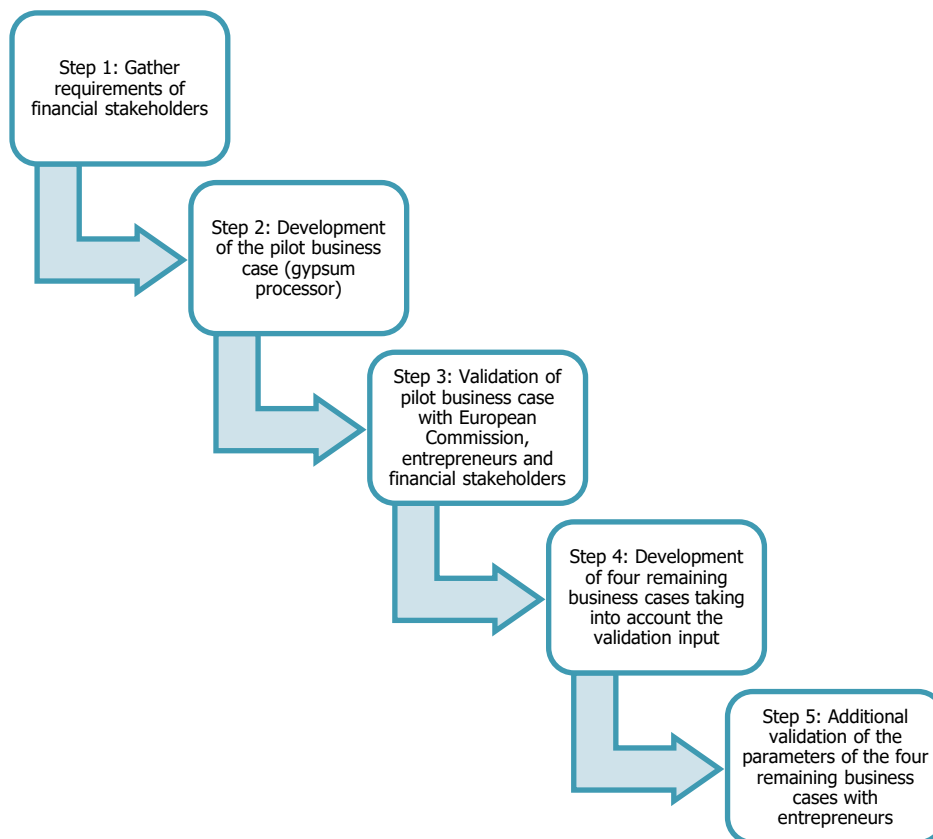 Step 1: Gather
requirements of
financial stakeholders
Step 2: Development
of the pilot business
case (gypsum
processor)
Step 3: Validation of
pilot business case
with European
Commission,
entrepreneurs and
financial stakeholders
Step 4: Development
of four remaining
business cases taking
into account the
validation input
Step 5: Additional
validation of the
parameters of the four
remaining business
cases with
entrepreneurs